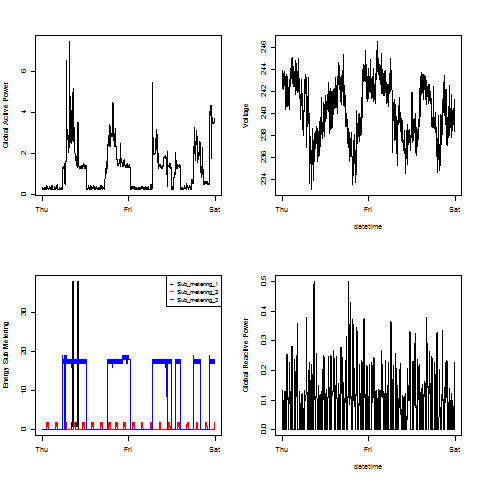 Global Active Power
0 2 4 6
Thu Fri Sat
Voltage
234 236 238 240 242 244 246
Thu Fri Sat
datetime
Energy Sub Metering
0 10 20 30
Sub_metering_1
Sub_metering_2
Sub_metering_3
Thu Fri Sat
Global Reactive Power
0.0 0.1 0.2 0.3 0.4 0.5
Thu Fri Sat
datetime